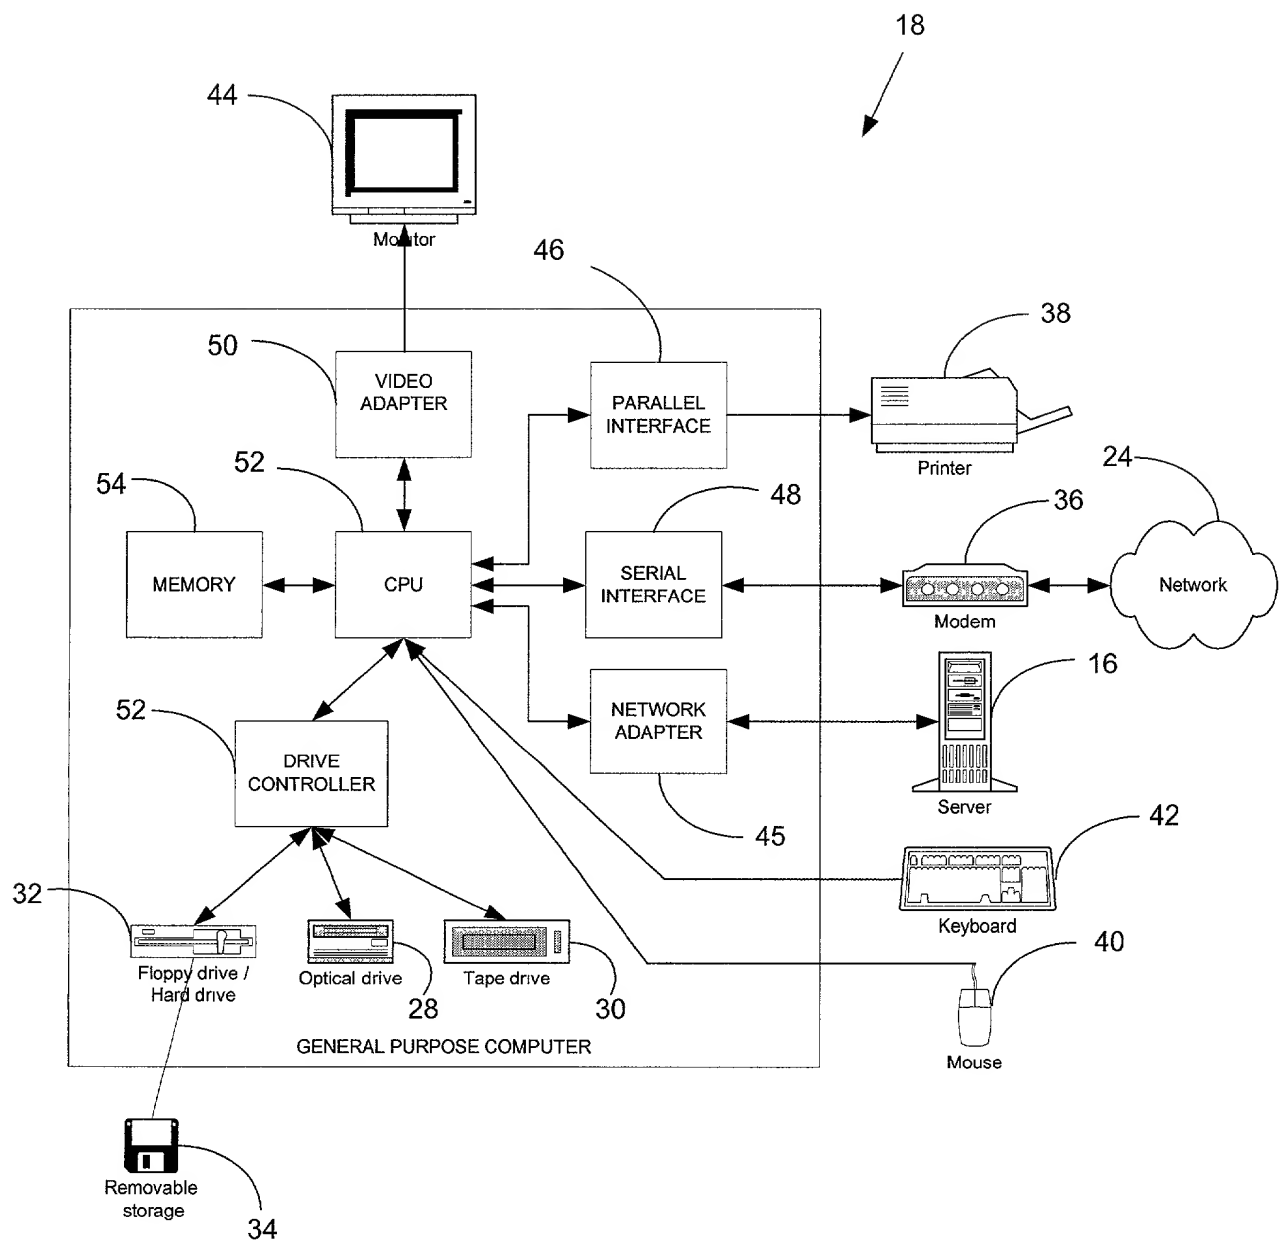 18
44
Monitor
46
38
50
VIDEO
ADAPTER
PARALLEL
INTERFACE
Printer
52
24
54
48
36
MEMORY
CPU
SERIAL
INTERFACE
Network
Modem
16
52
NETWORK
ADAPTER
DRIVE
CONTROLLER
Server
45
42
32
Keyboard
40
Floppy drive /
Hard drive
Optical drive
Tape drive
28
30
GENERAL PURPOSE COMPUTER
Mouse
Removable
storage
34